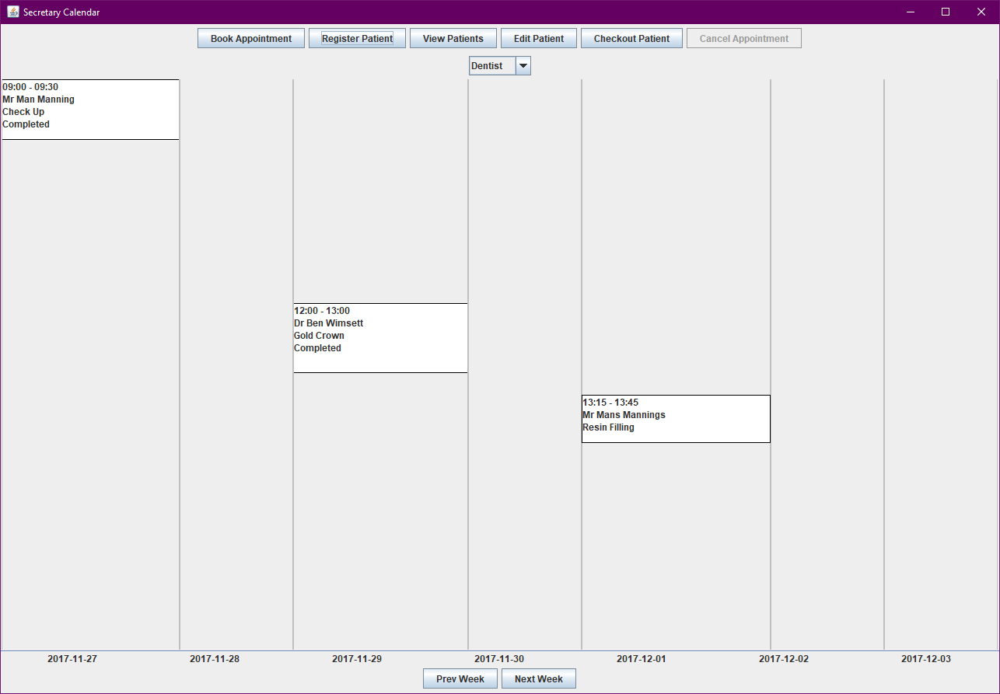 Secretary Calendar
Book Appointment Register Patient View Patients Edit Patient Checkout Patient Cancel Appointment
Dentist
09:00 - 09:30
Mr Man Manning
Check Up
Completed
12:00 - 13:00
Dr Ben Wimsett
Gold Crown
Completed
13:15 - 13:45
Mr Mans Mannings
Resin Filling
2017-11-27 2017-11-28 2017-11-29 2017-11-30 2017-12-01 2017-12-02 2017-12-03
Prev Week Next Week